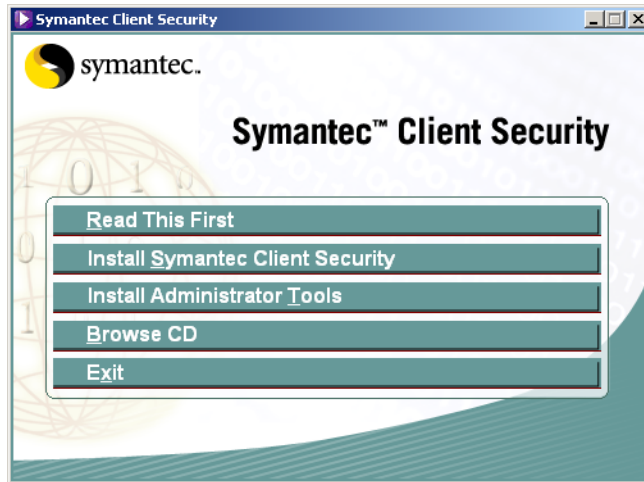 Symantec Client Security
symantec™
Symantec™ Client Security
Read This First
Install Symantec Client Security
Install Administrator Tools
Browse CD
Exit